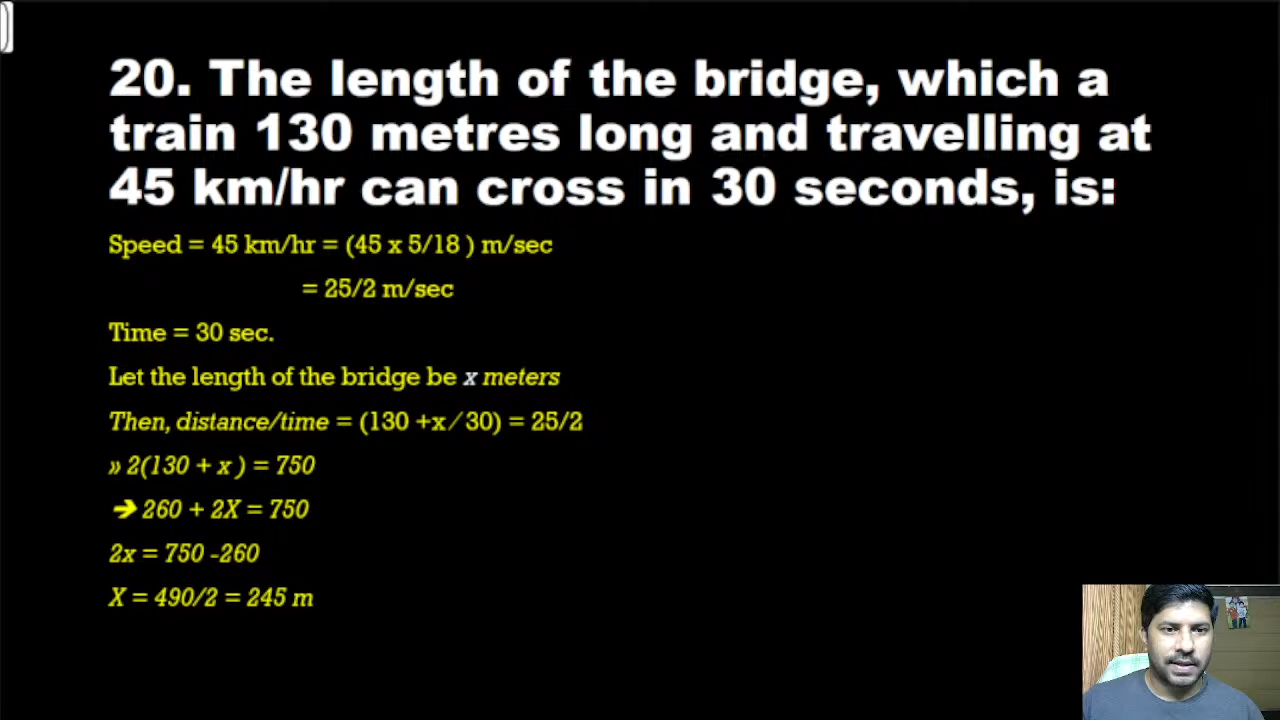 20. The length of the bridge, which a
train 130 metres long and travelling at
45 km/hr can cross in 30 seconds, is:
Speed = 45 km/hr = (45 x 5/18 ) m/sec
= 25/2 m/sec
Time = 30 sec.
Let the length of the bridge be x meters
Then, distance/time = (130 +x ∕ 30) = 25/2
» 2(130 + x ) = 750
➔ 260 + 2X = 750
2x = 750 -260
X = 490/2 = 245 m